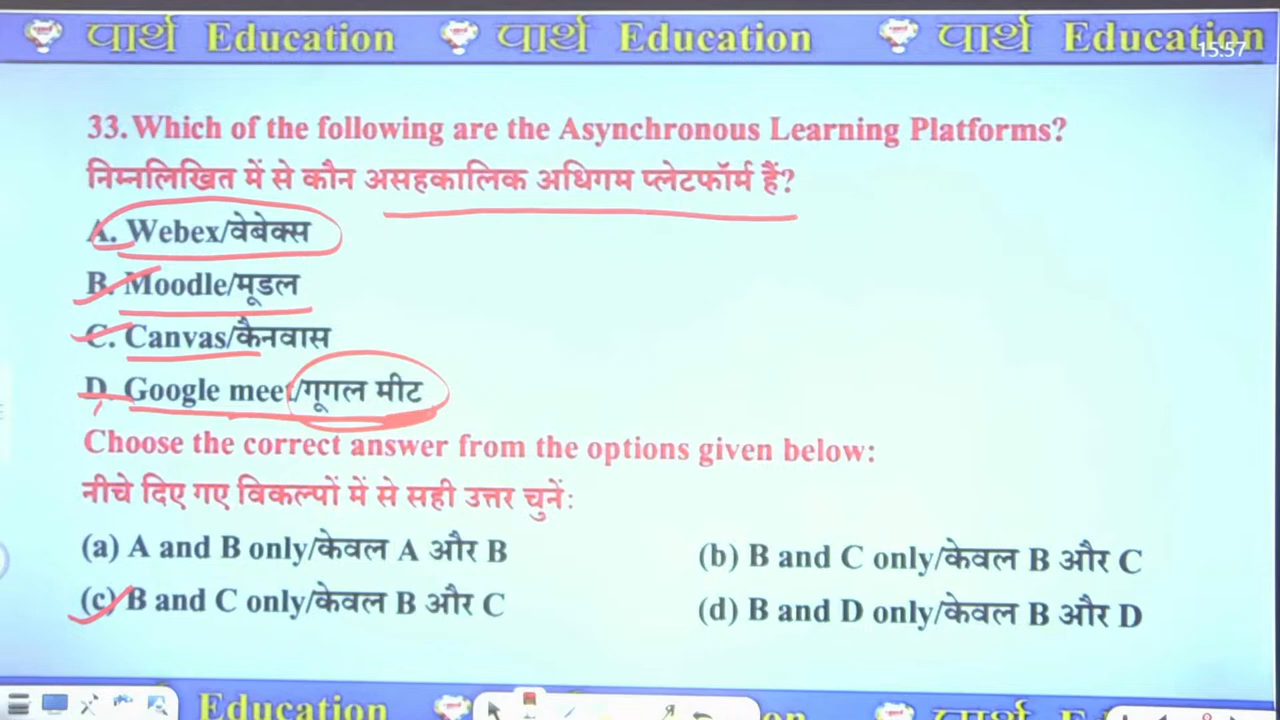 पार्थ Education पार्थ Education पार्थ Education
15:57
33. Which of the following are the Asynchronous Learning Platforms?
निम्नलिखित में से कौन असहकालिक अधिगम प्लेटफॉर्म हैं?
A. Webex/वेबेक्स
B. Moodle/मूडल
C. Canvas/कैनवास
D. Google meet/गूगल मीट
Choose the correct answer from the options given below:
नीचे दिए गए विकल्पों में से सही उत्तर चुनें:
(a) A and B only/केवल A और B
(b) B and C only/केवल B और C
(c) B and C only/केवल B और C
(d) B and D only/केवल B और D
Education